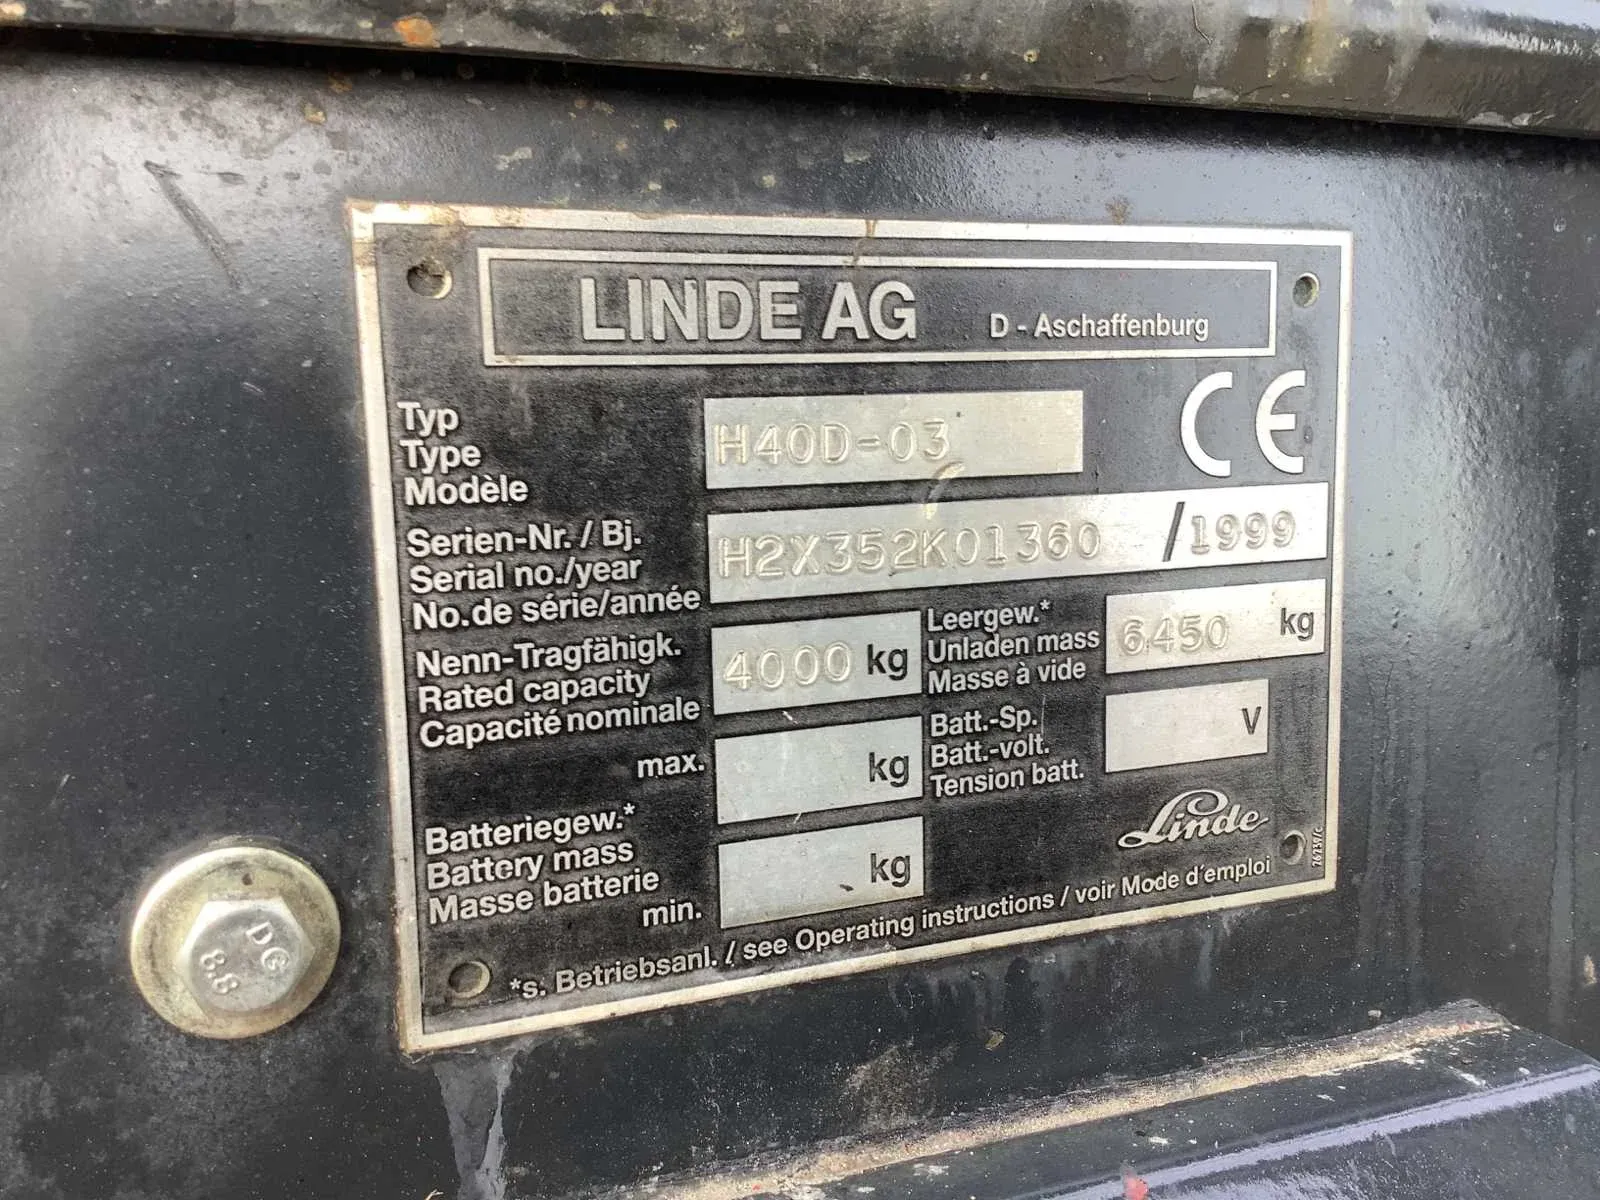 LINDE AG D - Aschaffenburg
Typ
Type
Modèle
H40D-03
CE
Serien-Nr. / Bj.
Serial no./year
No.de série/année
H2X352K01360 /1999
Nenn-Tragfähigk.
Rated capacity
Capacité nominale
4000 kg
Leergew.*
Unladen mass
Masse à vide
6450 kg
max. kg
Batt.-Sp.
Batt.-volt.
Tension batt.
V
Batteriegew.*
Battery mass
Masse batterie
min. kg
Linde
*s. Betriebsanl. / see Operating instructions / voir Mode d'emploi
DG
8.8